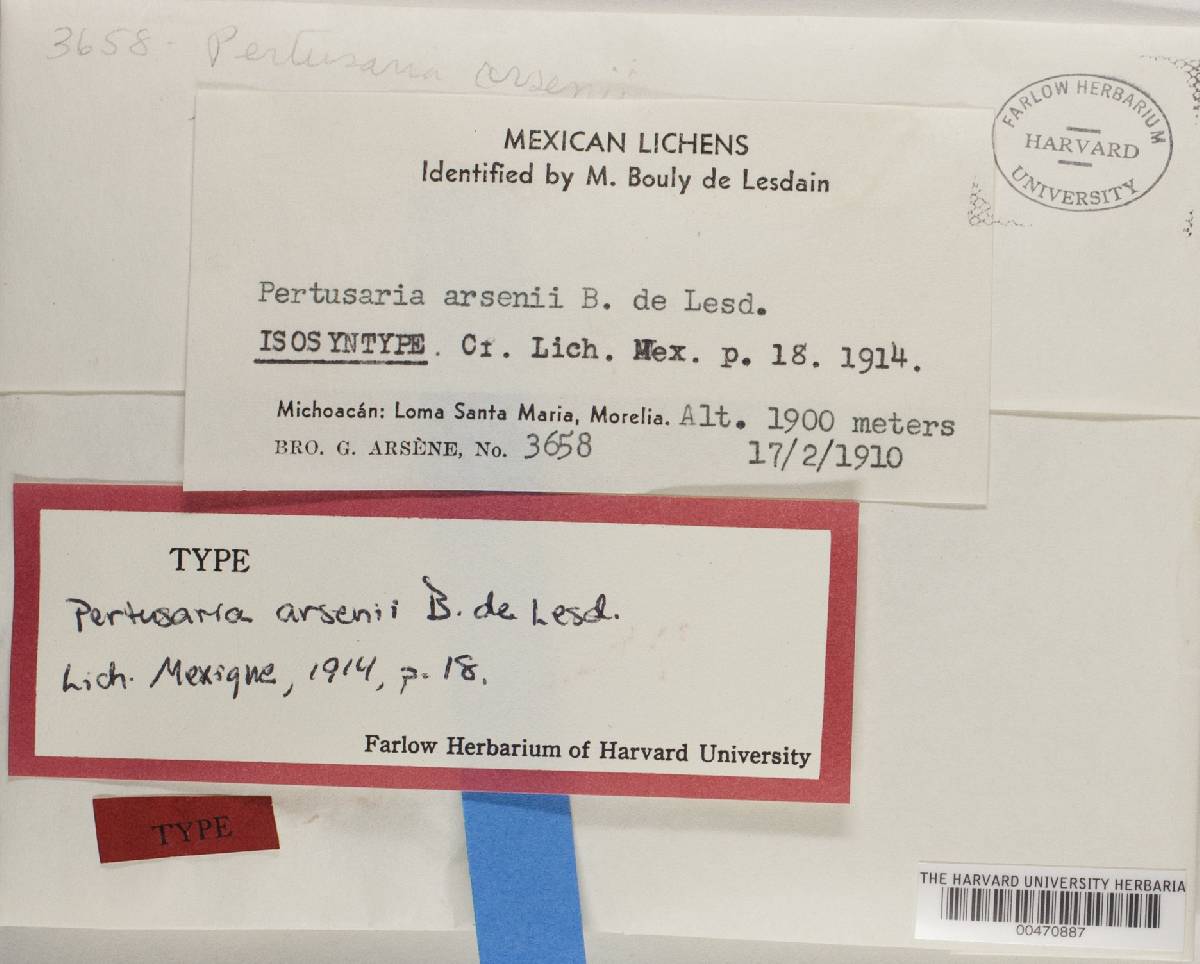 3658. Pertusaria arsenii
FARLOW HERBARIUM
HARVARD
UNIVERSITY
MEXICAN LICHENS
Identified by M. Bouly de Lesdain
Pertusaria arsenii B. de Lesd.
ISOSYNTYPE. Cf. Lich. Mex. p. 18. 1914.
Michoacán: Loma Santa Maria, Morelia. Alt. 1900 meters
BRO. G. ARSÈNE, No. 3658 17/2/1910
TYPE
Pertusaria arsenii B. de Lesd.
Lich. Mexique, 1914, p. 18.
Farlow Herbarium of Harvard University
TYPE
THE HARVARD UNIVERSITY HERBARIA
00470887